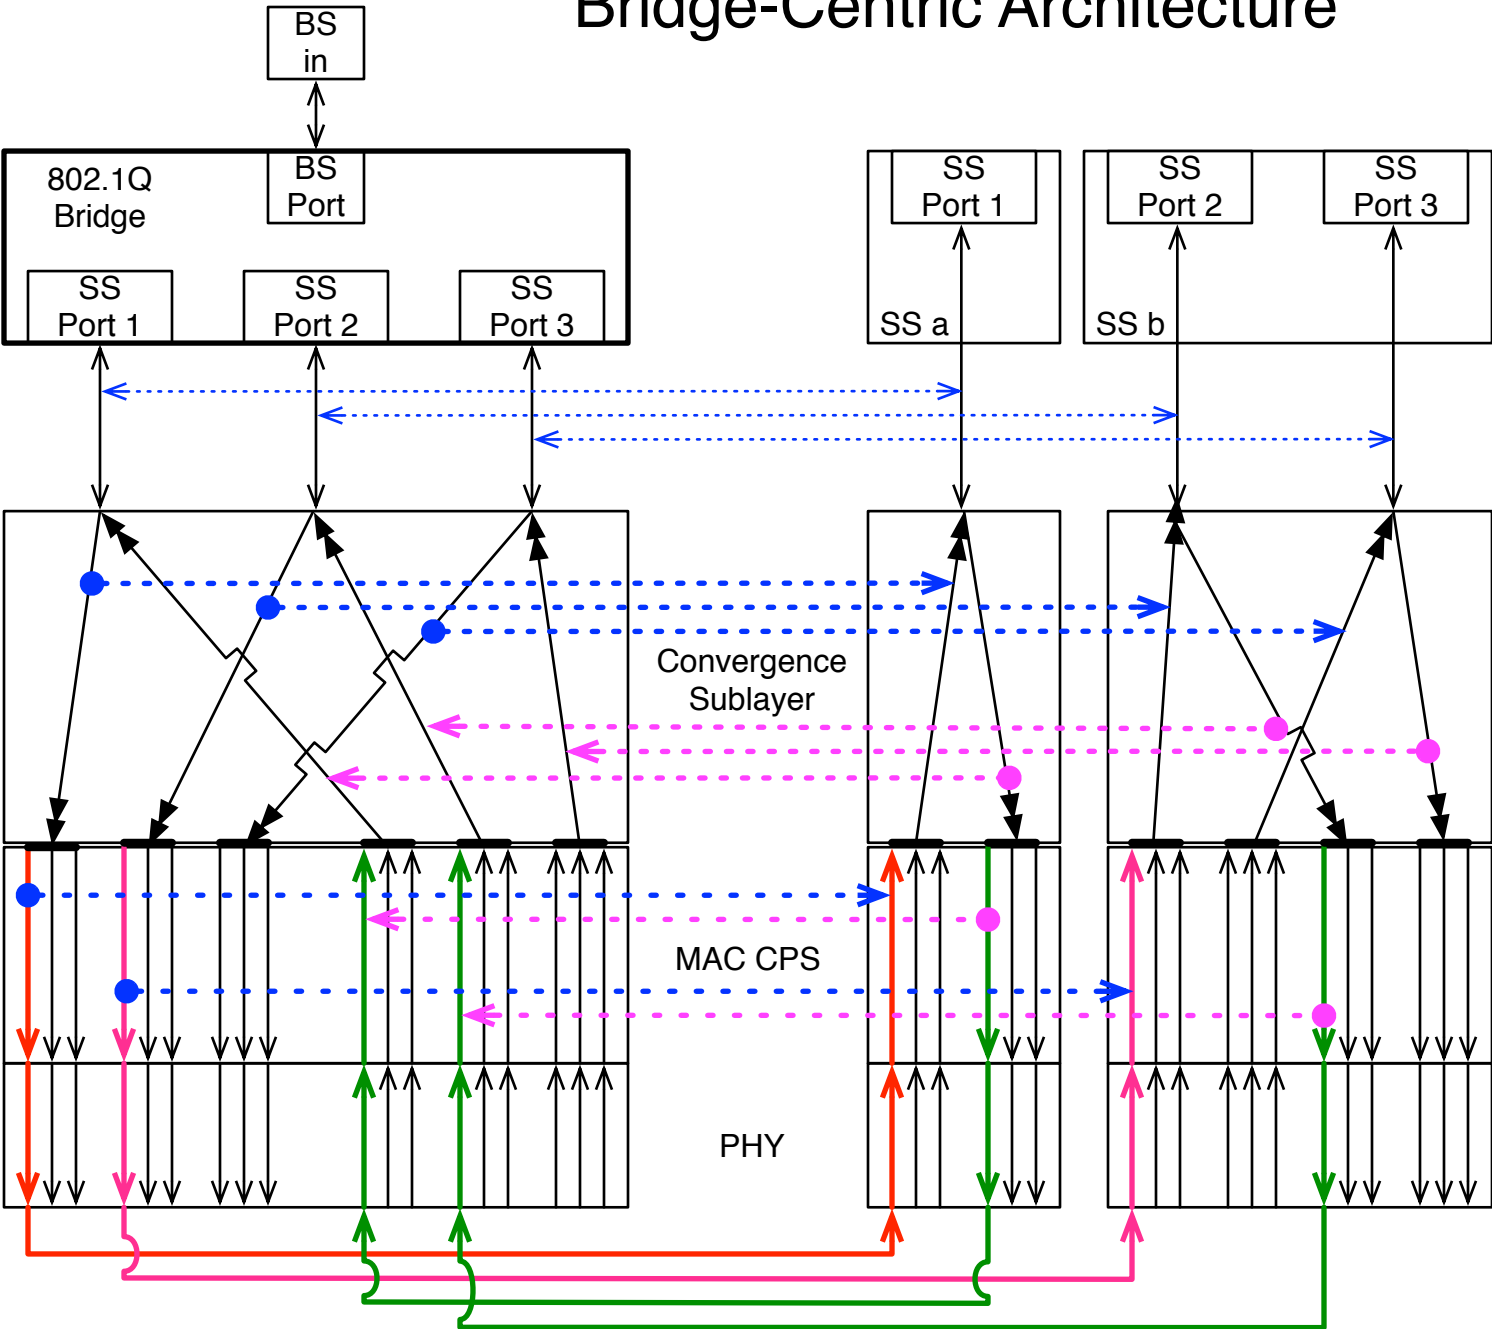 Bridge-Centric Architecture
BS
in
802.1Q
Bridge
BS
Port
SS
Port 1
SS
Port 2
SS
Port 3
SS
Port 1
SS a
SS
Port 2
SS
Port 3
SS b
Convergence
Sublayer
MAC CPS
PHY